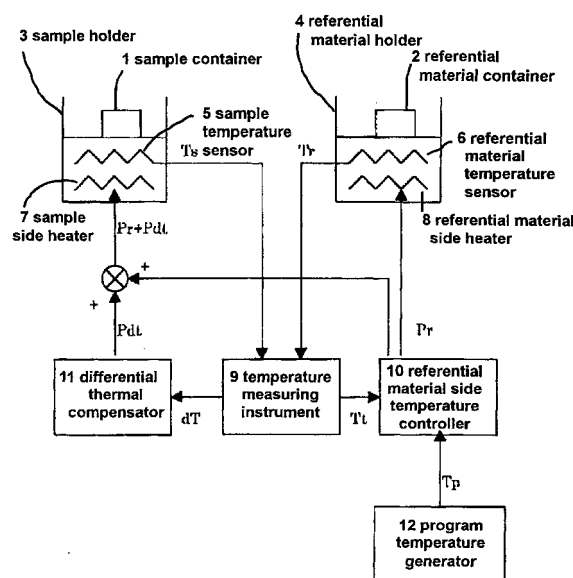 3 sample holder
1 sample container
4 referential
material holder
2 referential
material container
5 sample
temperature
sensor
Ts
Tr
6 referential
material
temperature
sensor
7 sample
side heater
8 referential material
side heater
Pr+Pdt
+
+
Pdt
Pr
11 differential
thermal
compensator
dT
9 temperature
measuring
instrument
Tt
10 referential
material side
temperature
controller
Tp
12 program
temperature
generator